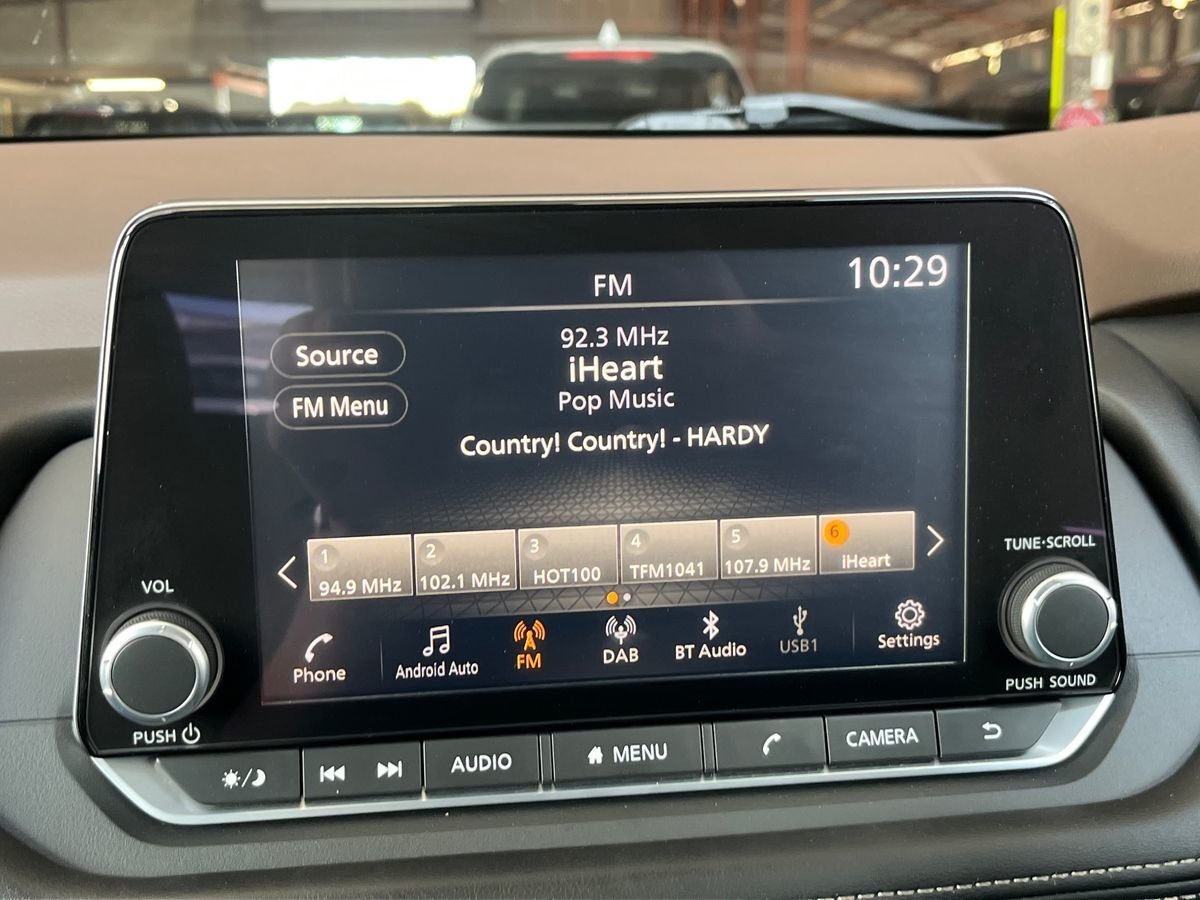 FM
10:29
Source
FM Menu
92.3 MHz
iHeart
Pop Music
Country! Country! - HARDY
1
94.9 MHz
2
102.1 MHz
3
HOT100
4
TFM1041
5
107.9 MHz
6
iHeart
Phone
Android Auto
FM
DAB
BT Audio
USB1
Settings
VOL
PUSH
TUNE·SCROLL
PUSH SOUND
AUDIO
MENU
CAMERA